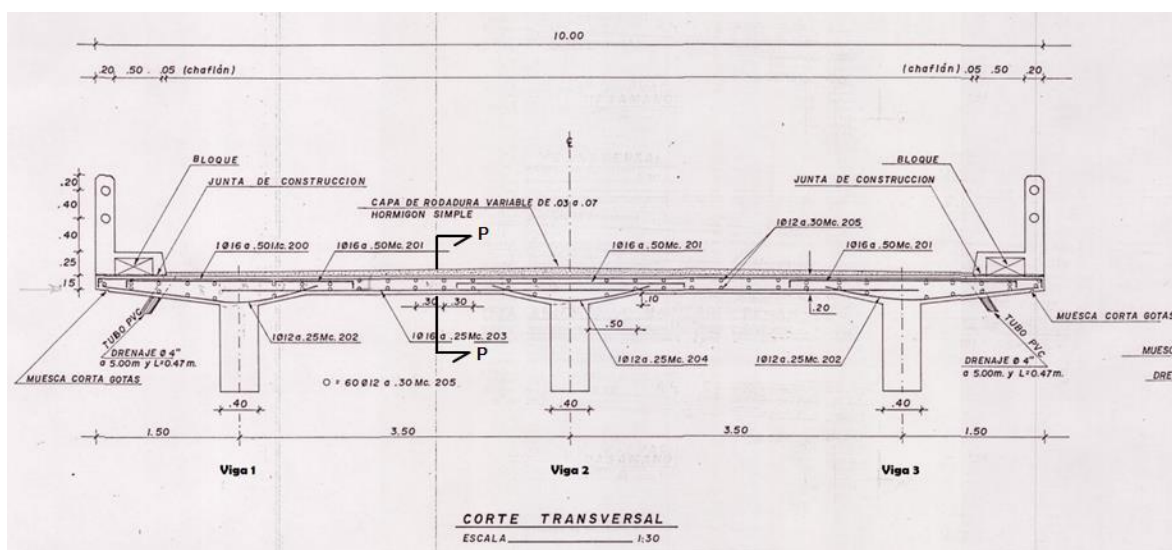 10.00
.20 .50 .05 (chaflán)
(chaflán) .05 .50 .20
BLOQUE
JUNTA DE CONSTRUCCION
CAPA DE RODADURA VARIABLE DE .03 a .07
HORMIGON SIMPLE
BLOQUE
JUNTA DE CONSTRUCCION
.20
.40
.40
.25
.15
1Ø16 a .50 Mc. 200
1Ø16 a .50 Mc. 201
P
1Ø16 a .50 Mc. 201
1Ø12 a .30 Mc. 205
1Ø16 a .50 Mc. 201
.30 .30
.10
.20
.50
MUESCA CORTA GOTAS
TUBO PVC
DRENAJE Ø 4"
a 5.00m. y L=0.47 m.
MUESCA CORTA GOTAS
1Ø12 a .25 Mc. 202
1Ø16 a .25 Mc. 203
P
1Ø12 a .25 Mc. 204
1Ø12 a .25 Mc. 202
TUBO PVC
DRENAJE Ø 4"
a 5.00m. y L=0.47 m.
MUESC
DRE
O = 60 Ø12 a .30 Mc. 205
.40
.40
.40
1.50
3.50
3.50
1.50
Viga 1
Viga 2
Viga 3
CORTE TRANSVERSAL
ESCALA 1:30